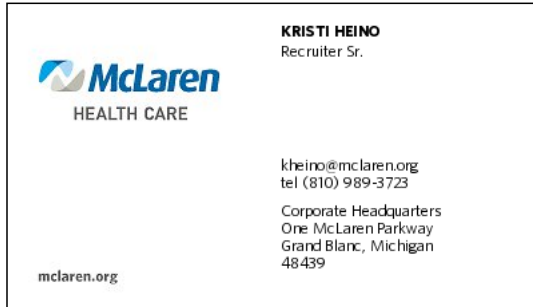 KRISTI HEINO
Recruiter Sr.
McLaren
HEALTH CARE
kheino@mclaren.org
tel (810) 989-3723
Corporate Headquarters
One McLaren Parkway
Grand Blanc, Michigan
48439
mclaren.org